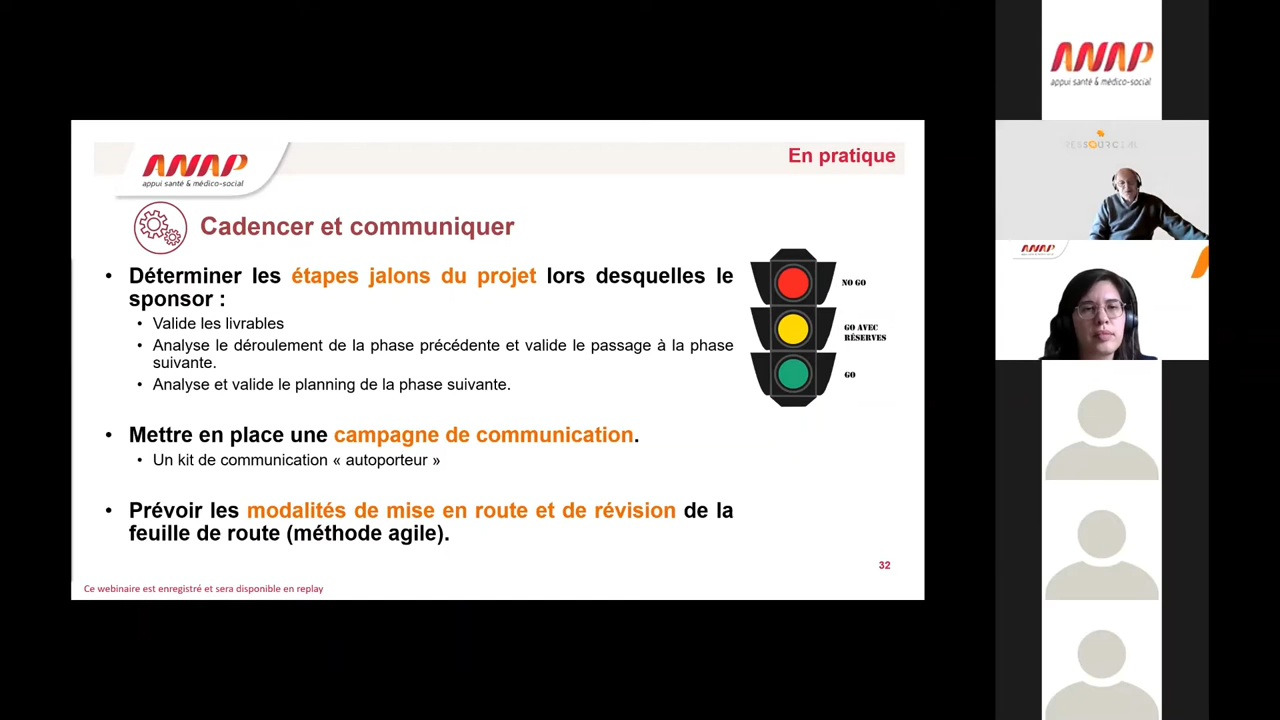 ANAP
appui santé & médico-social
En pratique
Cadencer et communiquer
• Déterminer les étapes jalons du projet lors desquelles le
sponsor :
• Valide les livrables
• Analyse le déroulement de la phase précédente et valide le passage à la phase
suivante.
• Analyse et valide le planning de la phase suivante.
• Mettre en place une campagne de communication.
• Un kit de communication « autoporteur »
• Prévoir les modalités de mise en route et de révision de la
feuille de route (méthode agile).
NO GO
GO AVEC
RÉSERVES
GO
32
Ce webinaire est enregistré et sera disponible en replay
ANAP
appui santé & médico-social
RESSOURCIAL
ANAP